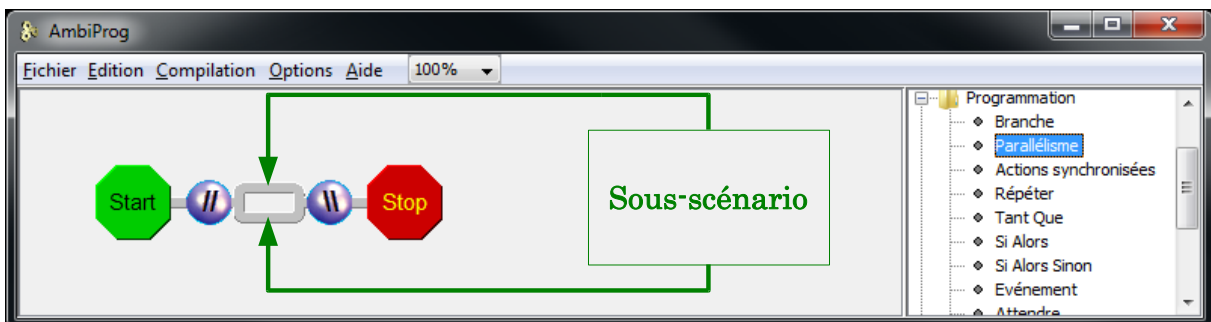 AmbiProg
Fichier Edition Compilation Options Aide 100%
Programmation
Branche
Parallélisme
Actions synchronisées
Répéter
Tant Que
Si Alors
Si Alors Sinon
Evénement
Attendre
Start // \\ Stop
Sous-scénario